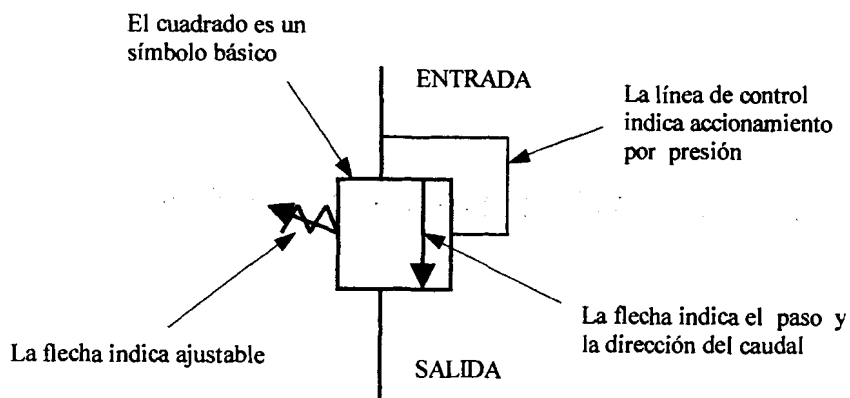 El cuadrado es un
símbolo básico
ENTRADA
La línea de control
indica accionamiento
por presión
La flecha indica ajustable
La flecha indica el paso y
la dirección del caudal
SALIDA